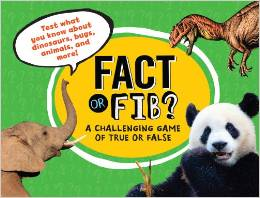 Test what
you know about
dinosaurs, bugs,
animals, and
more!
FACT
OR FIB?
A CHALLENGING GAME
OF TRUE OR FALSE